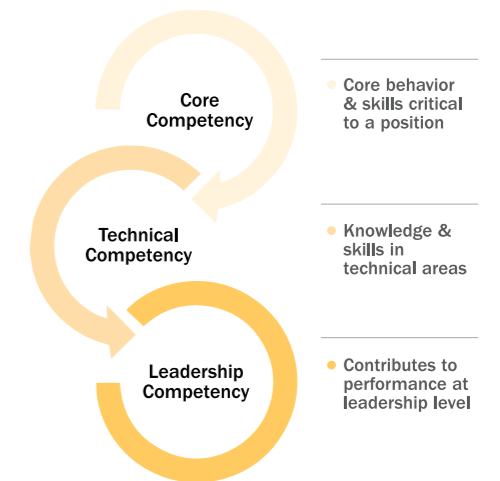 Core
Competency
Core behavior
& skills critical
to a position
Technical
Competency
Knowledge &
skills in
technical areas
Leadership
Competency
Contributes to
performance at
leadership level